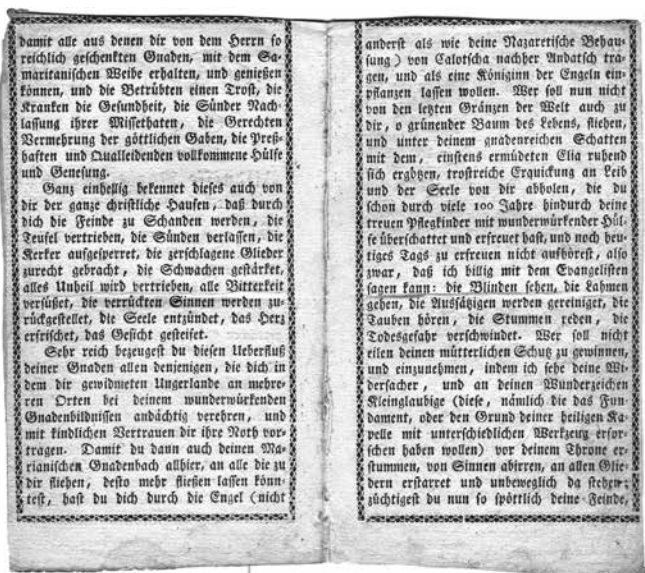 damit alle aus denen dir von dem Herrn so
reichlich geschenkten Gnaden, mit dem Sa-
maritanischen Weibe erhalten, und genießen
können, und die Betrübten einen Trost, die
Kranken die Gesundheit, die Sünder Nach-
lassung ihrer Missethaten, die Gerechten
Vermehrung der göttlichen Gaben, die Preß-
haften und Qualleidenden vollkommene Hülfe
und Genesung.
Ganz einhellig bekennet dieses auch von
dir der ganze christliche Hausen, daß durch
dich die Feinde zu Schanden werden, die
Teufel vertrieben, die Sünden verlassen, die
Kerker aufgesperret, die zerschlagene Glieder
zurecht gebracht, die Schwachen gestärket,
alles Unheil wird vertrieben, alle Bitterkeit
versüßet, die verrückten Sinnen werden zu-
rückgestellet, die Seele entzündet, das Herz
erfrischet, das Gesicht gesteifet.
Sehr reich bezeugest du diesen Ueberfluß
deiner Gnaden allen denjenigen, die dich in
dem dir gewidmeten Ungerlande an mehre-
ren Orten bei deinem wunderwürkenden
Gnadenbildnissen andächtig verehren, und
mit kindlichen Vertrauen dir ihre Noth vor-
tragen. Damit du dann auch deinen Ma-
rianischen Gnadenbach allhier, an alle die zu
dir fliehen, desto mehr fließen lassen könn-
test, hast du dich durch die Engel (nicht
anderst als wie deine Nazaretische Behau-
sung) von Calotscha nachher Andatsch tra-
gen, und als eine Königinn der Engeln ein-
pflanzen lassen wollen. Wer soll nun nicht
von den letzten Gränzen der Welt auch zu
dir, o grünender Baum des Lebens, fliehen,
und unter deinem gnadenreichen Schatten
mit dem, einstens ermüdeten Elia ruhend
sich ergötzen, trostreiche Erquickung an Leib
und der Seele von dir abholen, die du
schon durch viele 100 Jahre hindurch deine
treuen Pflegkinder mit wunderwürkender Hül-
fe überschattet und erfreuet hast, und noch heu-
tiges Tags zu erfreuen nicht aufhörest, also
zwar, daß ich billig mit dem Evangelisten
sagen kann: die Blinden sehen, die Lahmen
gehen, die Aussätzigen werden gereiniget, die
Tauben hören, die Stummen reden, die
Todesgefahr verschwindet. Wer soll nicht
eilen deinen mütterlichen Schutz zu gewinnen,
und einzunehmen, indem ich sehe deine Wi-
dersacher, und an deinen Wunderzeichen
Kleinglaubige (diese, nämlich die das Fun-
dament, oder den Grund deiner heiligen Ka-
pelle mit unterschiedlichen Werkzeug erfor-
schen haben wollen) vor deinem Throne er-
stummen, von Sinnen abirren, an allen Glie-
dern erstarret und unbeweglich da stehen;
züchtigest du nun so spöttlich deine Feinde,